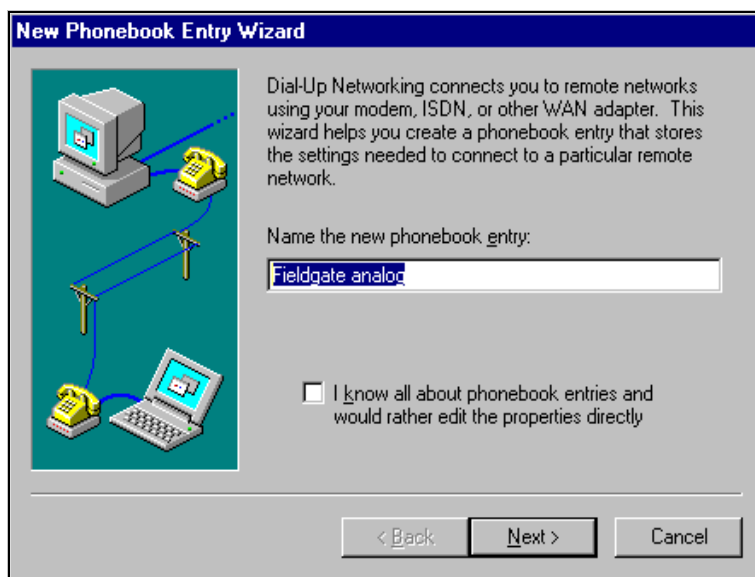 New Phonebook Entry Wizard
Dial-Up Networking connects you to remote networks
using your modem, ISDN, or other WAN adapter. This
wizard helps you create a phonebook entry that stores
the settings needed to connect to a particular remote
network.
Name the new phonebook entry:
Fieldgate analog
I know all about phonebook entries and
would rather edit the properties directly
< Back
Next >
Cancel